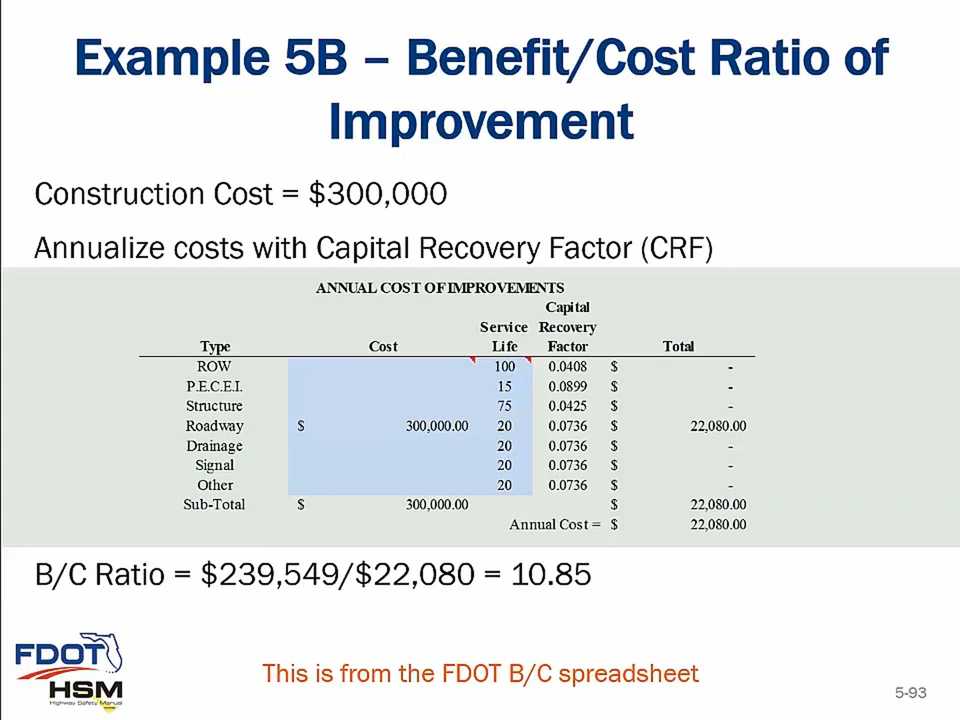 Example 5B – Benefit/Cost Ratio of
Improvement
Construction Cost = $300,000
Annualize costs with Capital Recovery Factor (CRF)
ANNUAL COST OF IMPROVEMENTS
Capital
Service Recovery
Type Cost Life Factor Total
ROW 100 0.0408 $ -
P.E.C.E.I. 15 0.0899 $ -
Structure 75 0.0425 $ -
Roadway $ 300,000.00 20 0.0736 $ 22,080.00
Drainage 20 0.0736 $ -
Signal 20 0.0736 $ -
Other 20 0.0736 $ -
Sub-Total $ 300,000.00 $ 22,080.00
Annual Cost = $ 22,080.00
B/C Ratio = $239,549/$22,080 = 10.85
FDOT
HSM
Highway Safety Manual
This is from the FDOT B/C spreadsheet
5-93